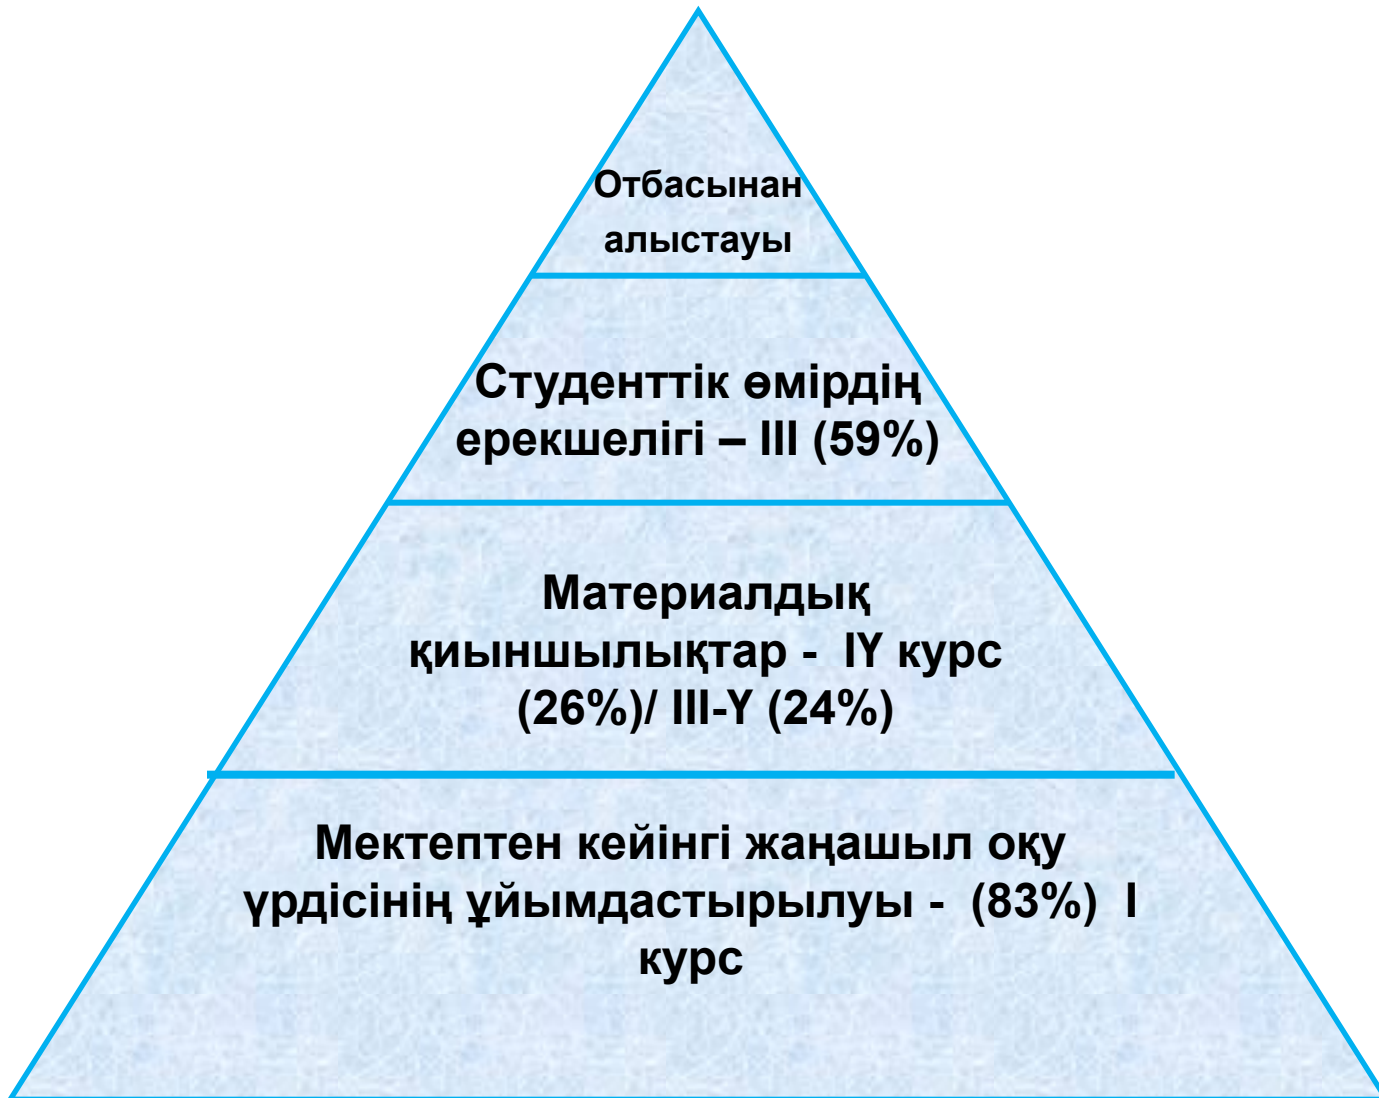 Отбасынан
алыстауы
Студенттік өмірдің
ерекшелігі – III (59%)
Материалдық
қиыншылықтар -  ІҮ курс
(26%)/ III-Ү (24%)
Мектептен кейінгі жаңашыл оқу
үрдісінің ұйымдастырылуы -  (83%)  I
курс